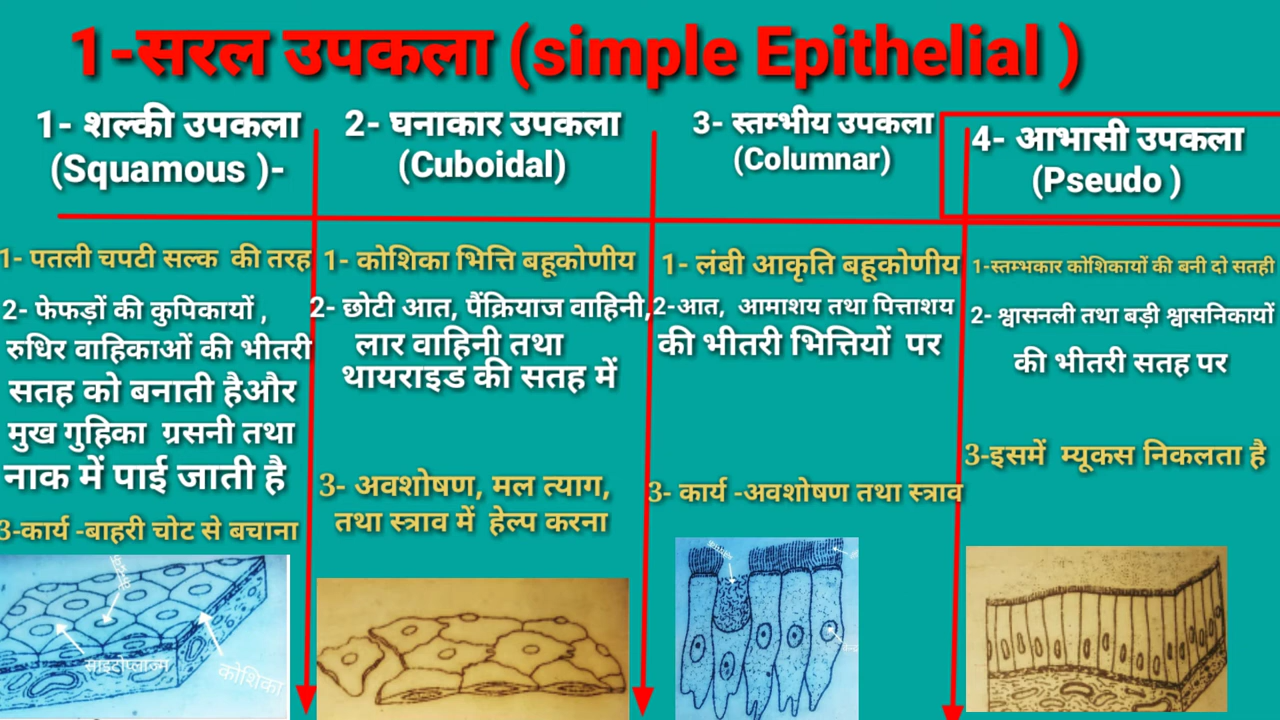 1-सरल उपकला (simple Epithelial )
1- शल्की उपकला
(Squamous )-
1- पतली चपटी सल्क की तरह
2- फेफड़ों की कुपिकायों ,
रुधिर वाहिकाओं की भीतरी
सतह को बनाती हैऔर
मुख गुहिका ग्रसनी तथा
नाक में पाई जाती है
3-कार्य -बाहरी चोट से बचाना
साइटोप्लाज्म
कोशिका
2- घनाकार उपकला
(Cuboidal)
1- कोशिका भित्ति बहूकोणीय
2- छोटी आत, पैंक्रियाज वाहिनी,
लार वाहिनी तथा
थायराइड की सतह में
3- अवशोषण, मल त्याग,
तथा स्त्राव में हेल्प करना
3- स्तम्भीय उपकला
(Columnar)
1- लंबी आकृति बहूकोणीय
2-आत, आमाशय तथा पित्ताशय
की भीतरी भित्तियों पर
3- कार्य -अवशोषण तथा स्त्राव
4- आभासी उपकला
(Pseudo )
1-स्तम्भकार कोशिकायों की बनी दो सतही
2- श्वासनली तथा बड़ी श्वासनिकायों
की भीतरी सतह पर
3-इसमें म्यूकस निकलता है